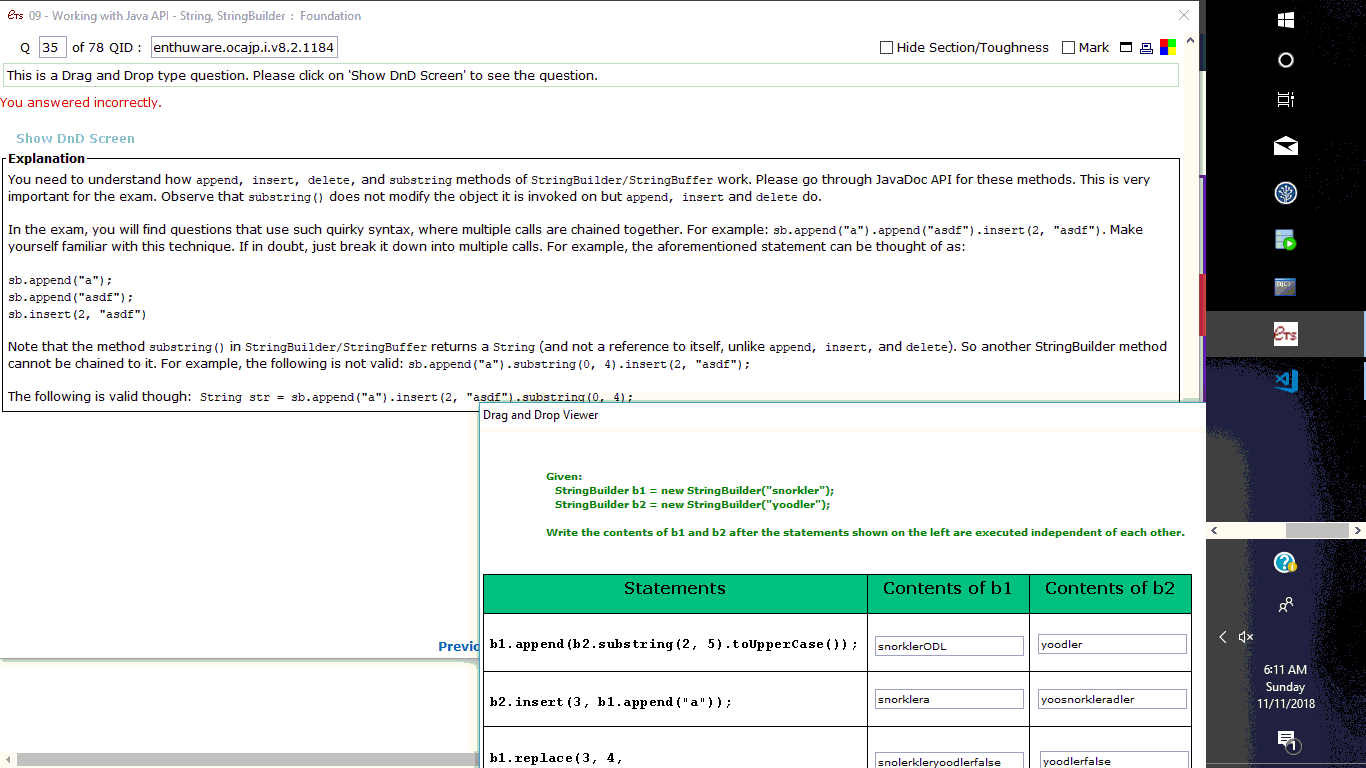 ETS 09 - Working with Java API - String, StringBuilder : Foundation
Q 35 of 78 QID : enthuware.ocajp.i.v8.2.1184 Hide Section/Toughness Mark
This is a Drag and Drop type question. Please click on 'Show DnD Screen' to see the question.
You answered incorrectly.
Show DnD Screen
Explanation
You need to understand how append, insert, delete, and substring methods of StringBuilder/StringBuffer work. Please go through JavaDoc API for these methods. This is very
important for the exam. Observe that substring() does not modify the object it is invoked on but append, insert and delete do.
In the exam, you will find questions that use such quirky syntax, where multiple calls are chained together. For example: sb.append("a").append("asdf").insert(2, "asdf"). Make
yourself familiar with this technique. If in doubt, just break it down into multiple calls. For example, the aforementioned statement can be thought of as:
sb.append("a");
sb.append("asdf");
sb.insert(2, "asdf")
Note that the method substring() in StringBuilder/StringBuffer returns a String (and not a reference to itself, unlike append, insert, and delete). So another StringBuilder method
cannot be chained to it. For example, the following is not valid: sb.append("a").substring(0, 4).insert(2, "asdf");
The following is valid though: String str = sb.append("a").insert(2, "asdf").substring(0, 4);
Drag and Drop Viewer
Given:
StringBuilder b1 = new StringBuilder("snorkler");
StringBuilder b2 = new StringBuilder("yoodler");
Write the contents of b1 and b2 after the statements shown on the left are executed independent of each other.
Statements Contents of b1 Contents of b2
b1.append(b2.substring(2, 5).toUpperCase()); snorklerODL yoodler
b2.insert(3, b1.append("a")); snorklera yoosnorkleradler
b1.replace(3, 4, snolerkleryoodlerfalse yoodlerfalse
Previo
SQL>
ETS
6:11 AM
Sunday
11/11/2018
1